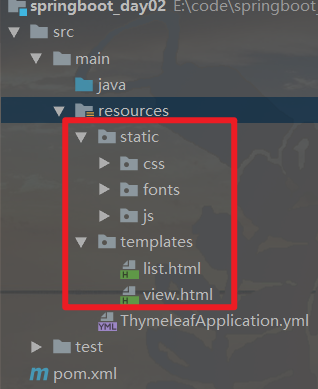 springboot_day02 E:\code\springboot_
src
main
java
resources
static
css
fonts
js
templates
list.html
view.html
ThymeleafApplication.yml
test
pom.xml